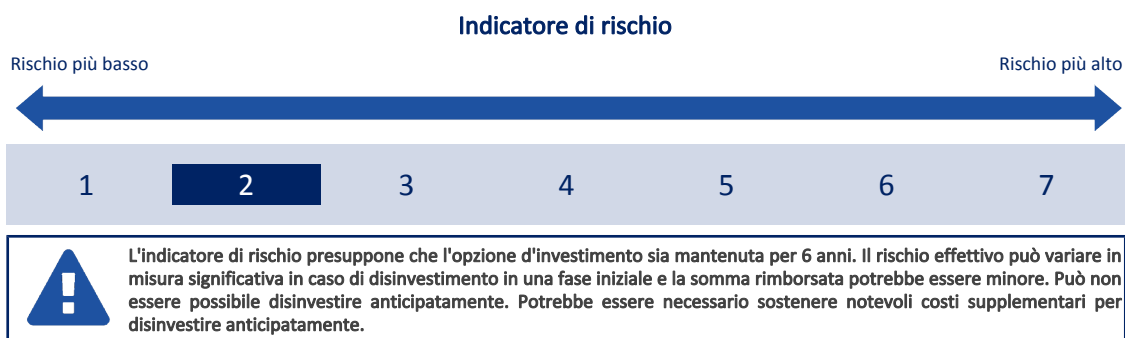 Indicatore di rischio
Rischio più basso
Rischio più alto
1 2 3 4 5 6 7
L'indicatore di rischio presuppone che l'opzione d'investimento sia mantenuta per 6 anni. Il rischio effettivo può variare in
misura significativa in caso di disinvestimento in una fase iniziale e la somma rimborsata potrebbe essere minore. Può non
essere possibile disinvestire anticipatamente. Potrebbe essere necessario sostenere notevoli costi supplementari per
disinvestire anticipatamente.